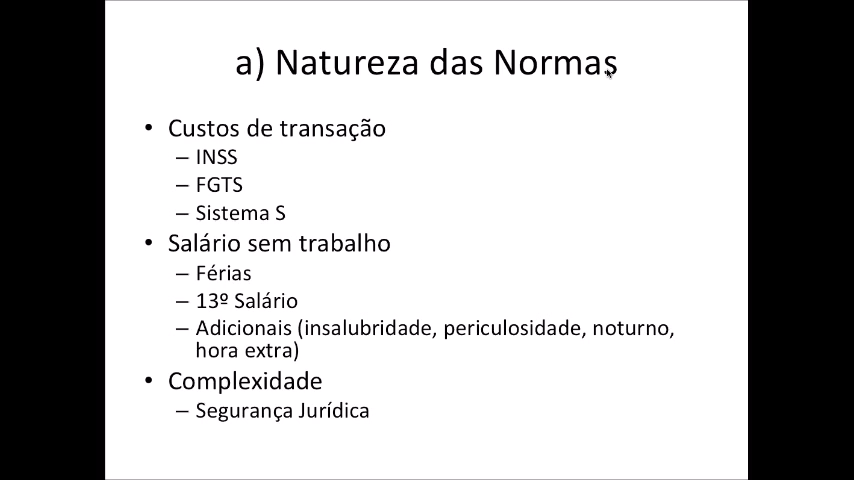 a) Natureza das Normas
• Custos de transação
– INSS
– FGTS
– Sistema S
• Salário sem trabalho
– Férias
– 13º Salário
– Adicionais (insalubridade, periculosidade, noturno,
hora extra)
• Complexidade
– Segurança Jurídica